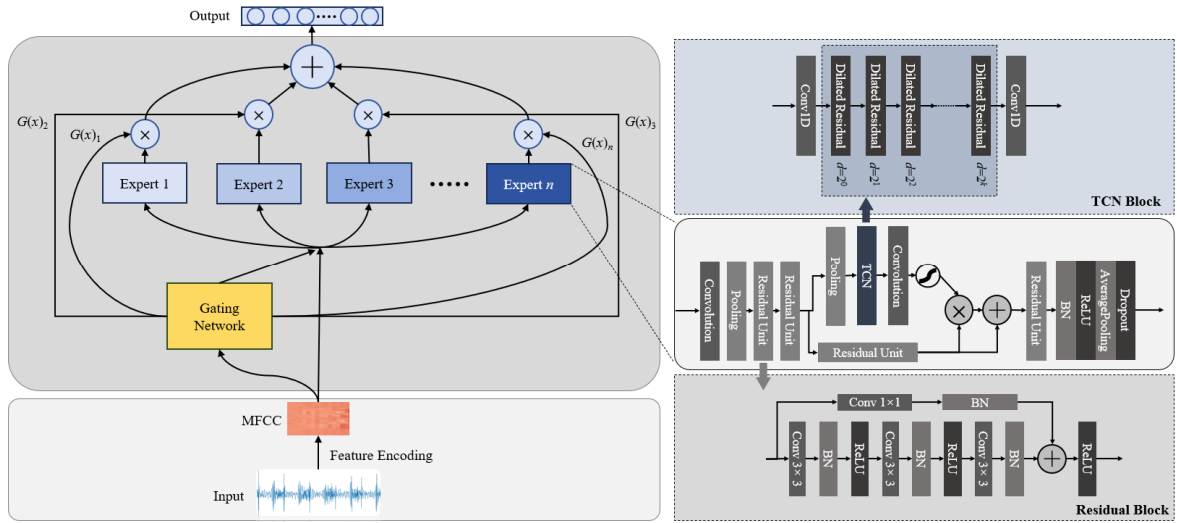 Output
G(x)2
G(x)1
G(x)n
G(x)3
+
×
×
×
×
Expert 1
Expert 2
Expert 3
Expert n
Gating
Network
MFCC
Feature Encoding
Input
Conv1D
Dilated Residual
Dilated Residual
Dilated Residual
Dilated Residual
Conv1D
d=2^0
d=2^1
d=2^2
d=2^k
TCN Block
Convolution
Pooling
Residual Unit
Residual Unit
Pooling
TCN
Convolution
×
+
Residual Unit
Residual Unit
BN
ReLU
AveragePooling
Dropout
Conv 1×1
BN
Conv 3×3
BN
ReLU
Conv 3×3
BN
ReLU
Conv 3×3
BN
+
ReLU
Residual Block